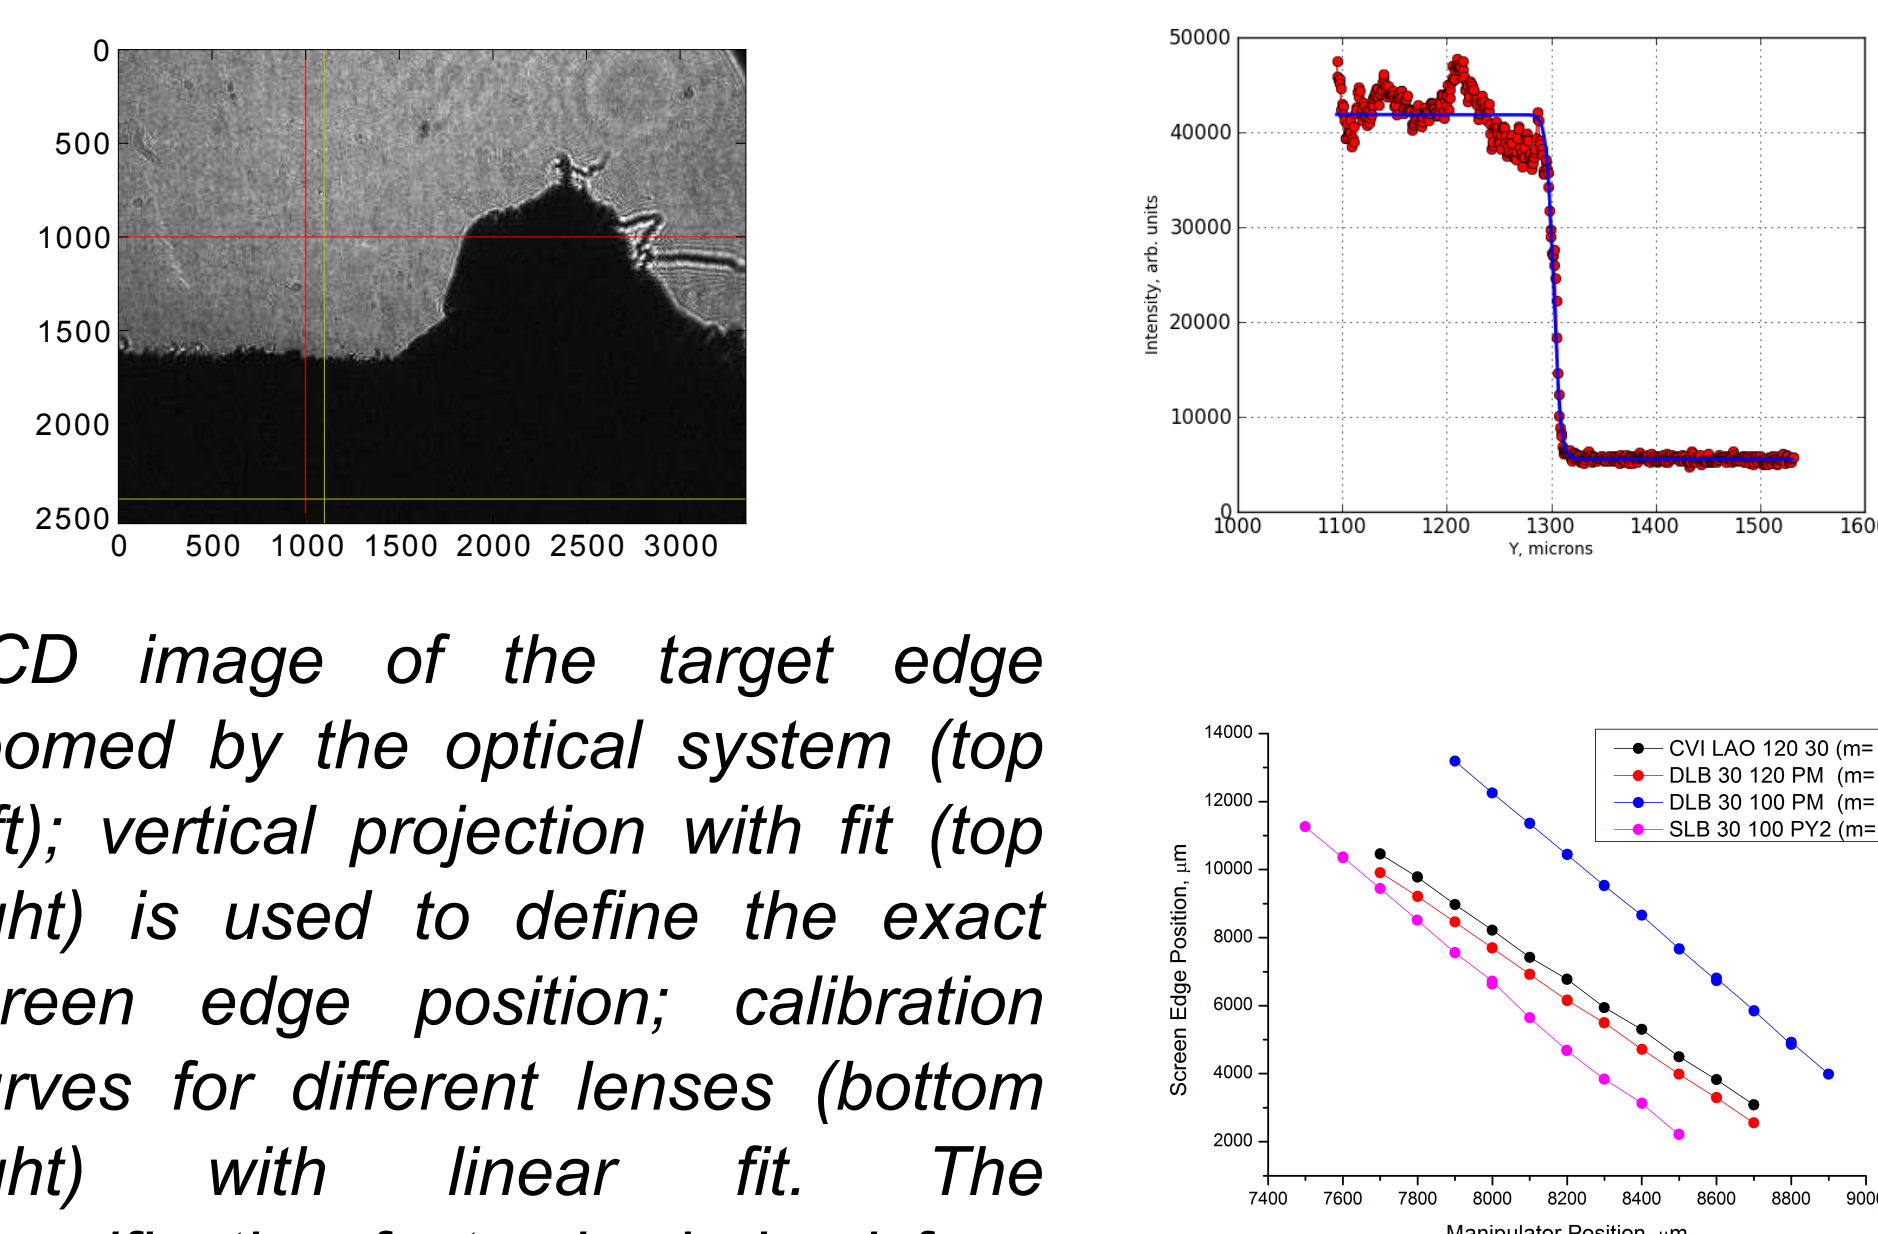 0
500
1000
1500
2000
2500
0 500 1000 1500 2000 2500 3000
50000
40000
30000
20000
10000
0
Intensity, arb. units
1000 1100 1200 1300 1400 1500 160
Y, microns
CD image of the target edge
omed by the optical system (top
ft); vertical projection with fit (top
ght) is used to define the exact
reen edge position; calibration
rves for different lenses (bottom
ght) with linear fit. The
14000
12000
10000
8000
6000
4000
2000
Screen Edge Position, μm
CVI LAO 120 30 (m=
DLB 30 120 PM (m=
DLB 30 100 PM (m=
SLB 30 100 PY2 (m=
7400 7600 7800 8000 8200 8400 8600 8800 900
Manipulator Position, μm